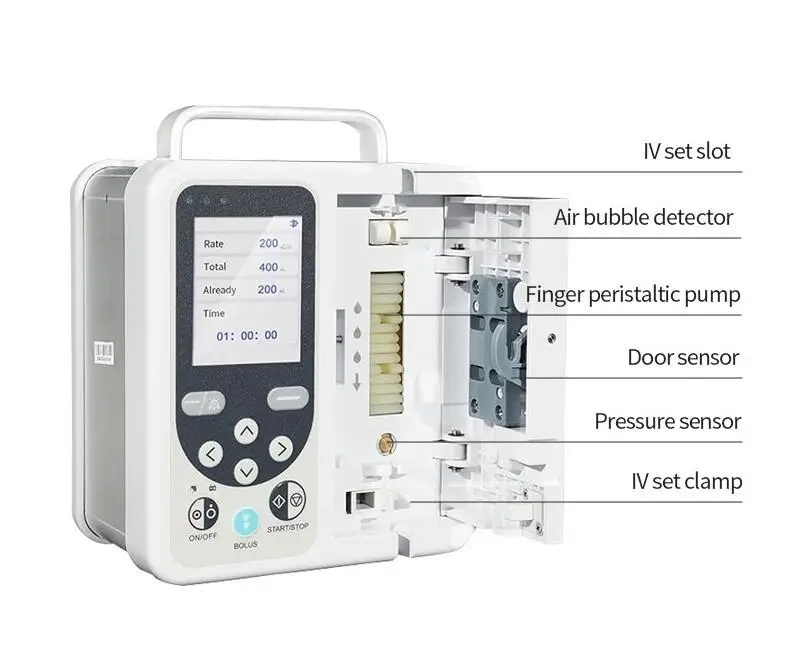 IV set slot
Air bubble detector
Finger peristaltic pump
Door sensor
Pressure sensor
IV set clamp
Rate 200
Total 400
Already 200
Time
01: 00: 00
ON/OFF
BOLUS
START/STOP